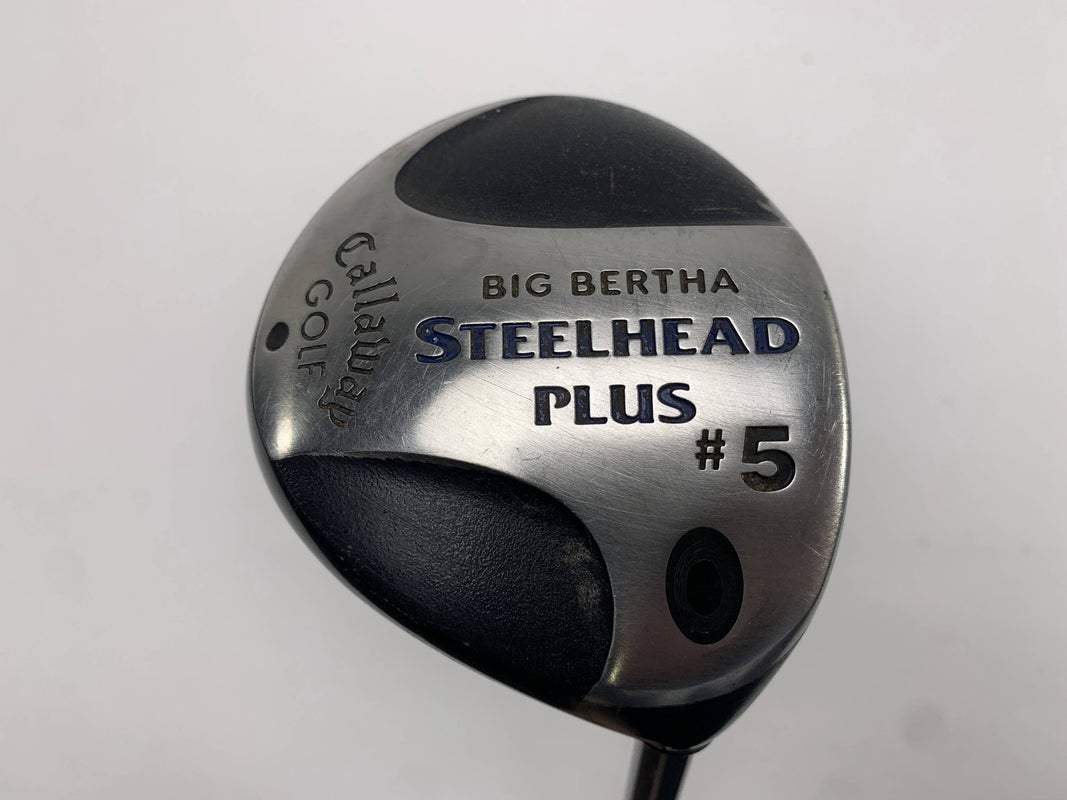 Callaway
GOLF
BIG BERTHA
STEELHEAD
PLUS
#5